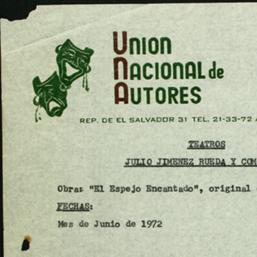 UNION
NACIONAL de
AUTORES
REP. DE EL SALVADOR 31 TEL. 21-33-72
TEATROS
JULIO JIMENEZ RUEDA Y COM
Obra: "El Espejo Encantado", original
FECHAS:
Mes de Junio de 1972